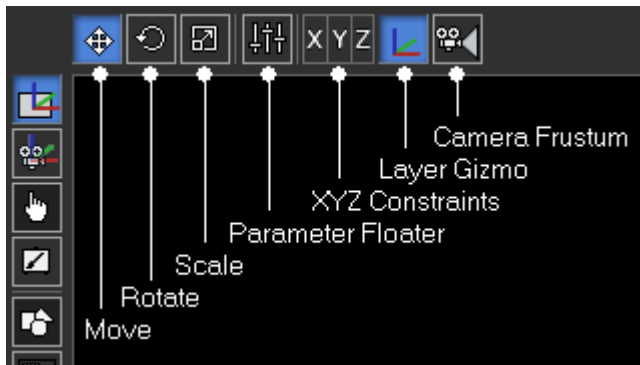 X Y Z
Camera Frustum
Layer Gizmo
XYZ Constraints
Parameter Floater
Scale
Rotate
Move